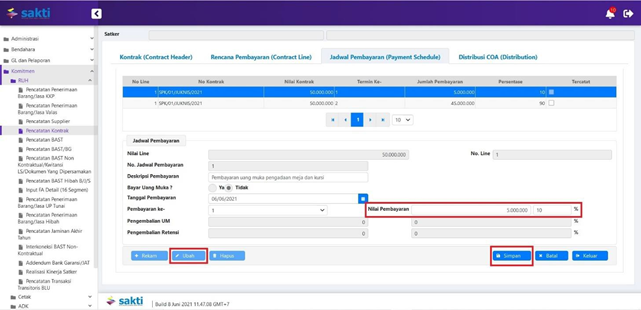 sakti
Administrasi
Bendahara
GL dan Pelaporan
Komitmen
RUH
Pencatatan Penerimaan
Barang/Jasa KKP
Pencatatan Penerimaan
Barang/Jasa Valas
Pencatatan Supplier
Pencatatan Kontrak
Pencatatan BAST
Pencatatan BAST/BG
Pencatatan BAST Non
Kontraktual/Kwitansi
LS/Dokumen Yang Dipersamakan
Pencatatan BAST Hibah B/J/S
Input FA Detail (16 Segmen)
Pencatatan Penerimaan
Barang/Jasa UP Tunai
Pencatatan Penerimaan
Barang/Jasa Hibah
Pencatatan Jaminan Akhir
Tahun
Interkoneksi BAST Non-
Kontraktual
Addendum Bank Garansi/JAT
Realisasi Kinerja Satker
Pencatatan Transaksi
Transitoris BLU
Cetak
ADK
Satker
Kontrak (Contract Header)
Rencana Pembayaran (Contract Line)
Jadwal Pembayaran (Payment Schedule)
Distribusi COA (Distribution)
No Line No Kontrak Nilai Kontrak Termin Ke- Jumlah Pembayaran Persentase Tercatat
1 SPK/01/JUKNIS/2021 50,000,000 1 5,000,000 10
1 SPK/01/JUKNIS/2021 50,000,000 2 45,000,000 90
1 10
Jadwal Pembayaran
Nilai Line 50,000,000 No. Line 1
No. Jadwal Pembayaran 1
Deskripsi Pembayaran Pembayaran uang muka pengadaan meja dan kursi
Bayar Uang Muka ? Ya Tidak
Tanggal Pembayaran 06/06/2021
Pembayaran ke- 1 Nilai Pembayaran 5,000,000 10 %
Pengembalian UM 0 0 %
Pengembalian Retensi 0 0 %
Rekam Ubah Hapus Simpan Batal Keluar
sakti | Build 8 Juni 2021 11.47.08 GMT+7